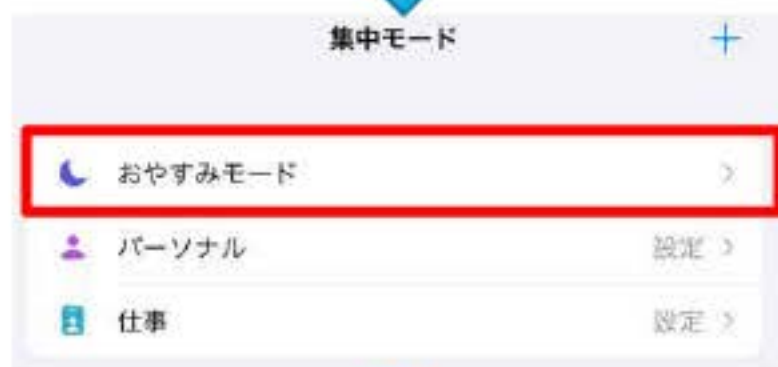 集中モード
おやすみモード
パーソナル 設定
仕事 設定